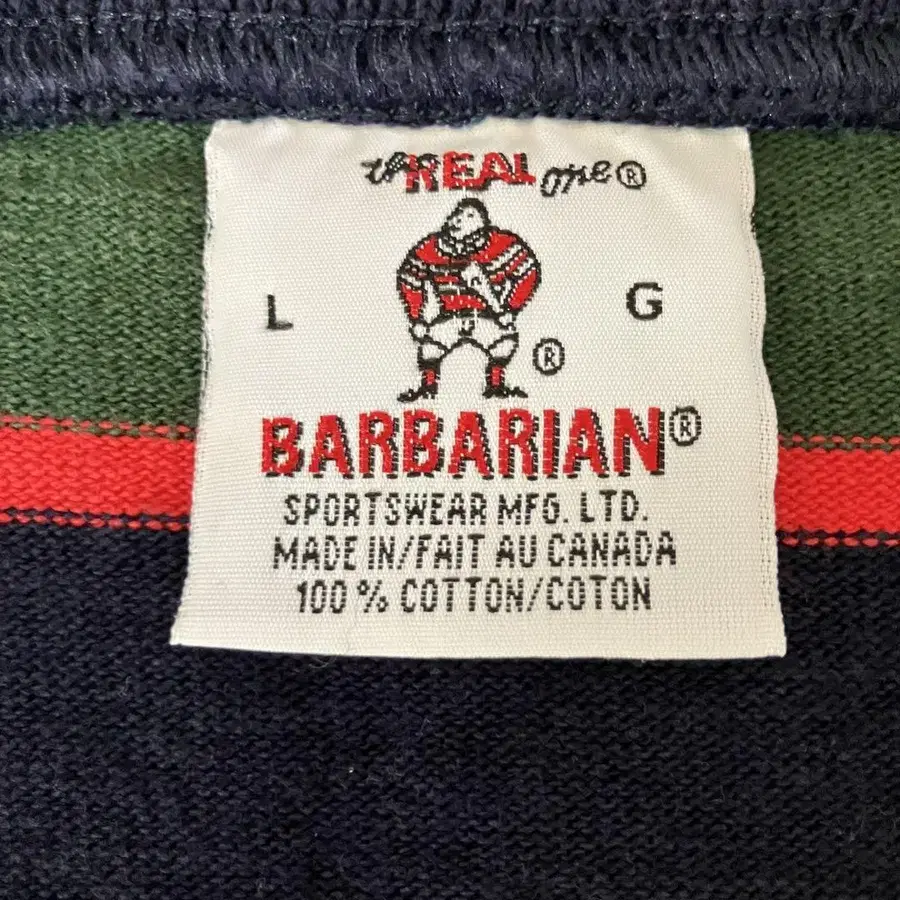 the REAL one®
L G
®
BARBARIAN®
SPORTSWEAR MFG. LTD.
MADE IN/FAIT AU CANADA
100% COTTON/COTON